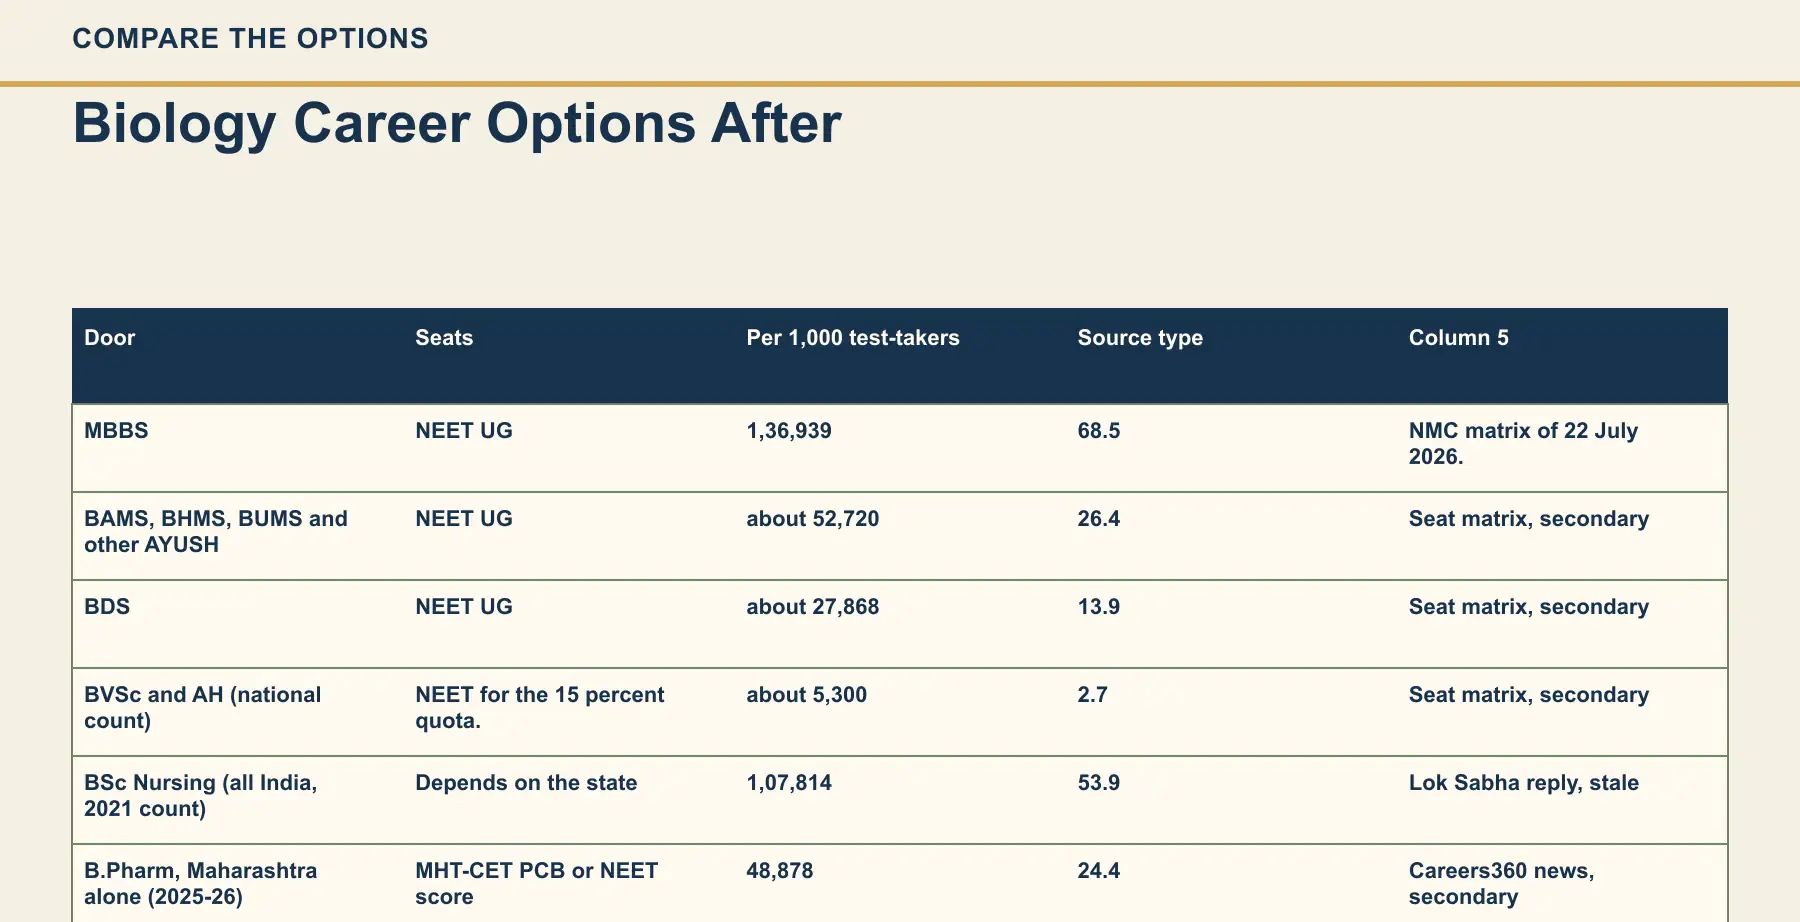 COMPARE THE OPTIONS
Biology Career Options After
Door Seats Per 1,000 test-takers Source type Column 5
MBBS NEET UG 1,36,939 68.5 NMC matrix of 22 July
2026.
BAMS, BHMS, BUMS and NEET UG about 52,720 26.4 Seat matrix, secondary
other AYUSH
BDS NEET UG about 27,868 13.9 Seat matrix, secondary
BVSc and AH (national NEET for the 15 percent about 5,300 2.7 Seat matrix, secondary
count) quota.
BSc Nursing (all India, Depends on the state 1,07,814 53.9 Lok Sabha reply, stale
2021 count)
B.Pharm, Maharashtra MHT-CET PCB or NEET 48,878 24.4 Careers360 news,
alone (2025-26) score secondary